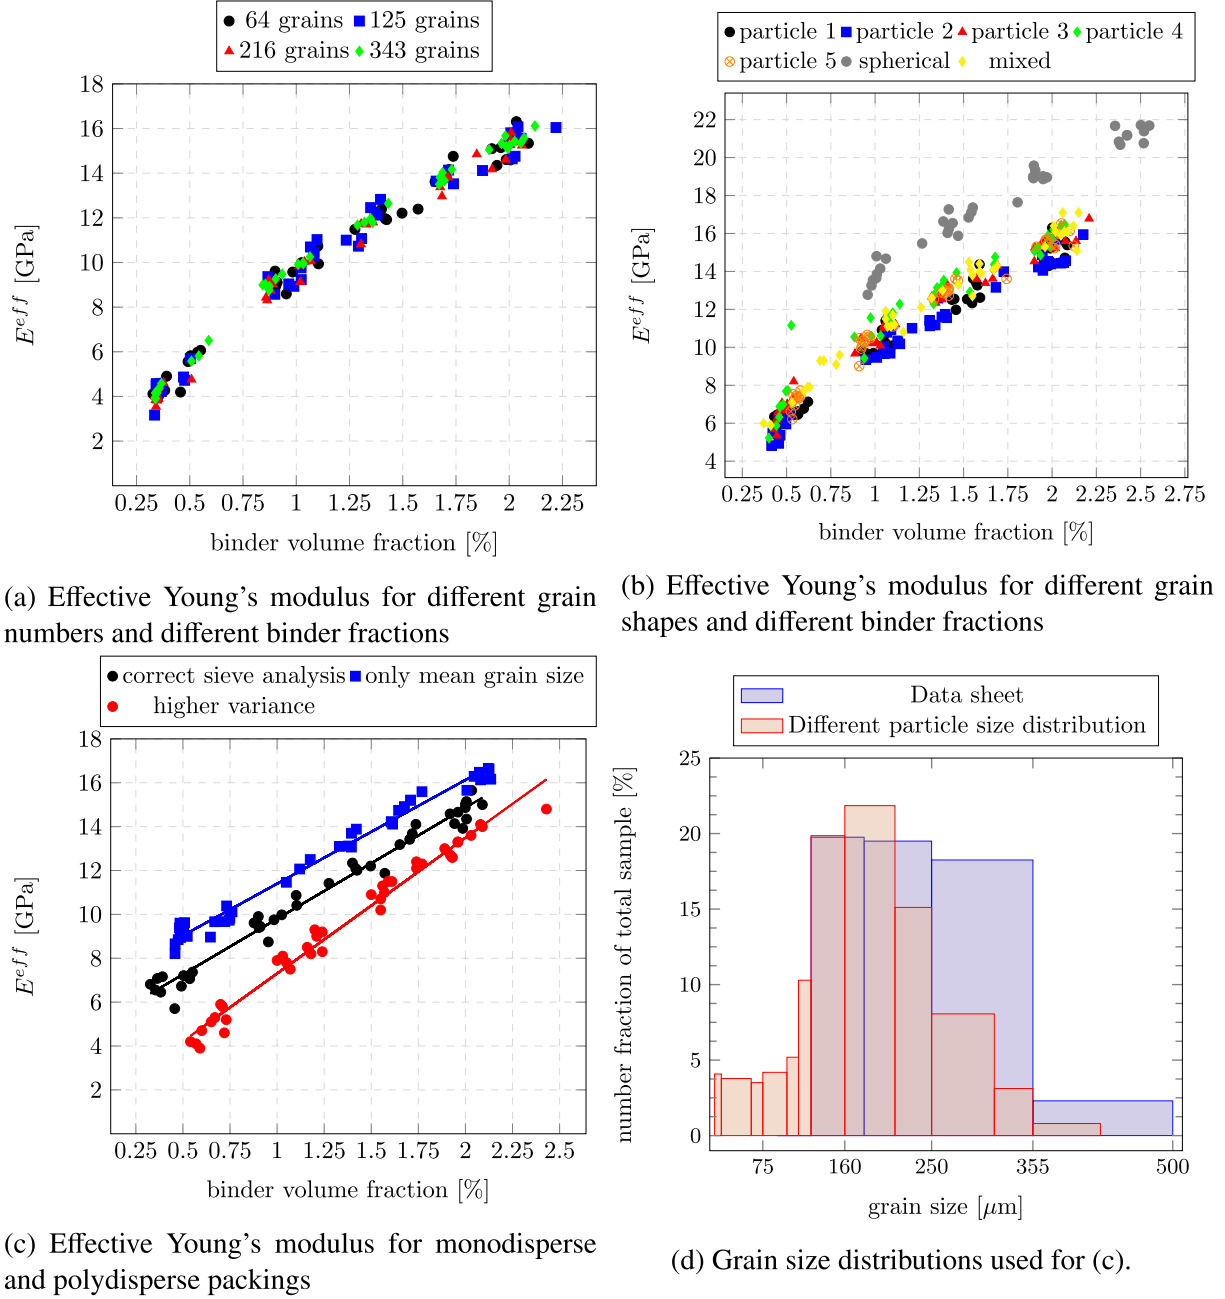 64 grains 125 grains
216 grains 343 grains
18
16
14
12
10
8
6
4
2
0.25 0.5 0.75 1 1.25 1.5 1.75 2 2.25
E^{eff} [GPa]
binder volume fraction [%]
(a) Effective Young's modulus for different grain
numbers and different binder fractions
particle 1 particle 2 particle 3 particle 4
particle 5 spherical mixed
22
20
18
16
14
12
10
8
6
4
0.25 0.5 0.75 1 1.25 1.5 1.75 2 2.25 2.5 2.75
E^{eff} [GPa]
binder volume fraction [%]
(b) Effective Young's modulus for different grain
shapes and different binder fractions
correct sieve analysis only mean grain size
higher variance
18
16
14
12
10
8
6
4
2
0.25 0.5 0.75 1 1.25 1.5 1.75 2 2.25 2.5
E^{eff} [GPa]
binder volume fraction [%]
(c) Effective Young's modulus for monodisperse
and polydisperse packings
Data sheet
Different particle size distribution
25
20
15
10
5
0
75 160 250 355 500
number fraction of total sample [%]
grain size [μm]
(d) Grain size distributions used for (c).